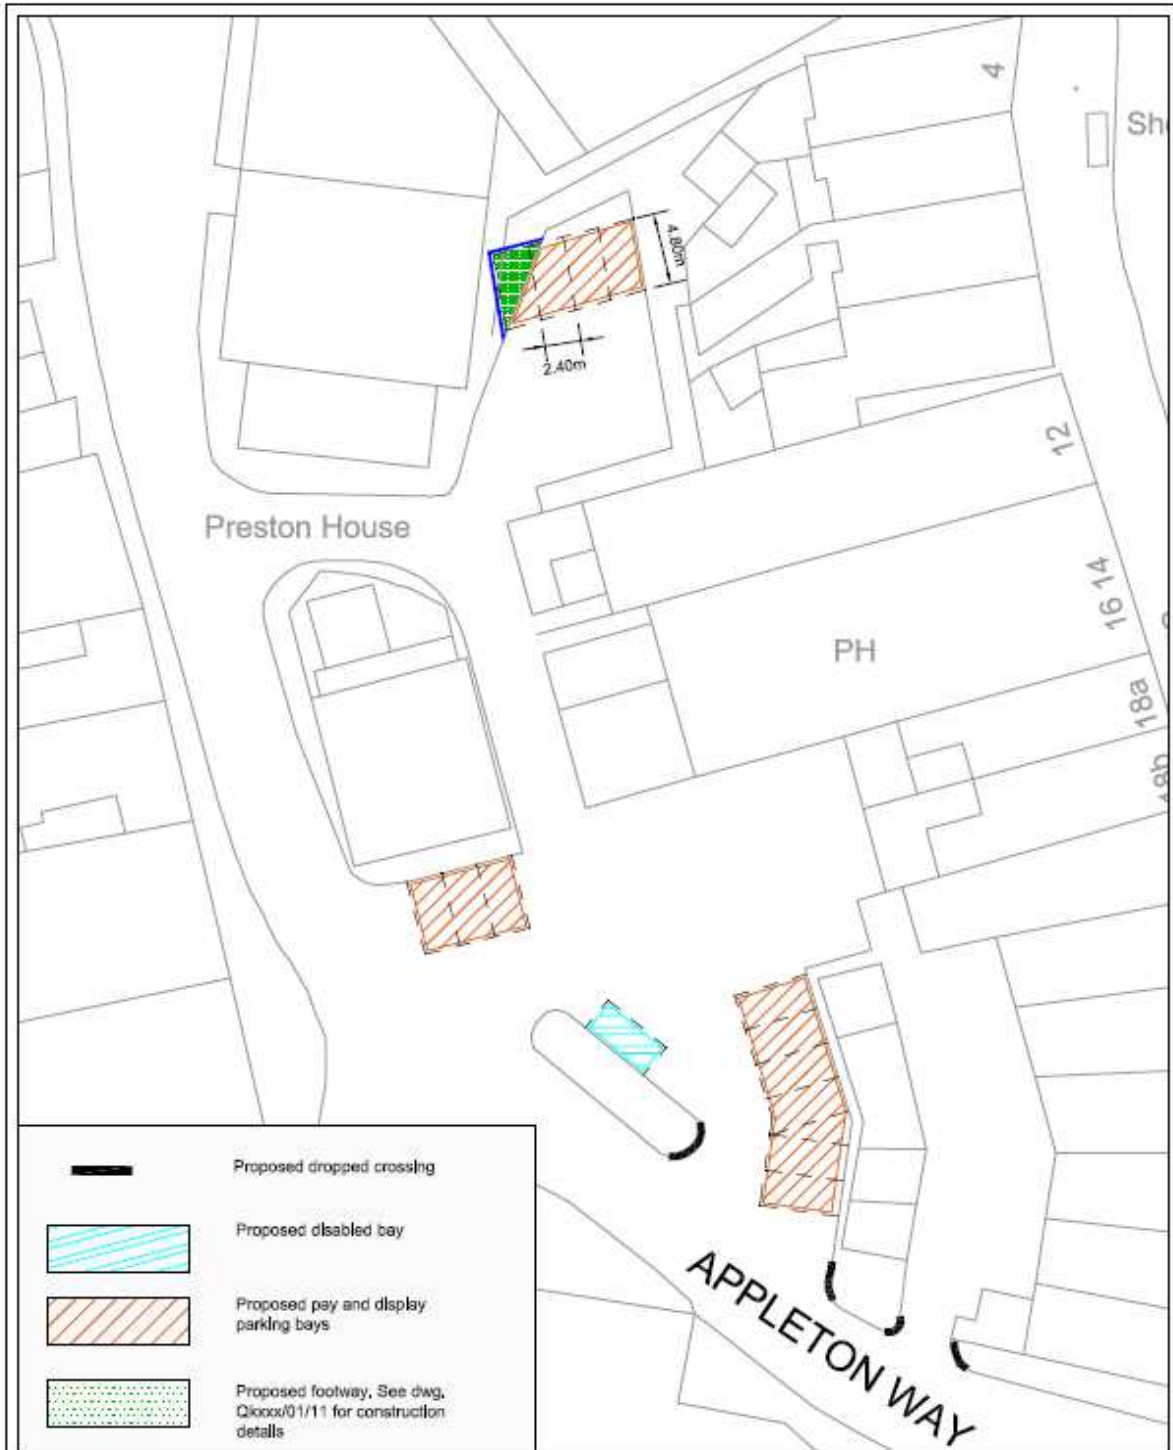 4
4.80m
2.40m
12
Preston House
16 14
PH
18a
18b
APPLETON WAY
Proposed dropped crossing
Proposed disabled bay
Proposed pay and display
parking bays
Proposed footway, See dwg,
Qkxxx/01/11 for construction
details